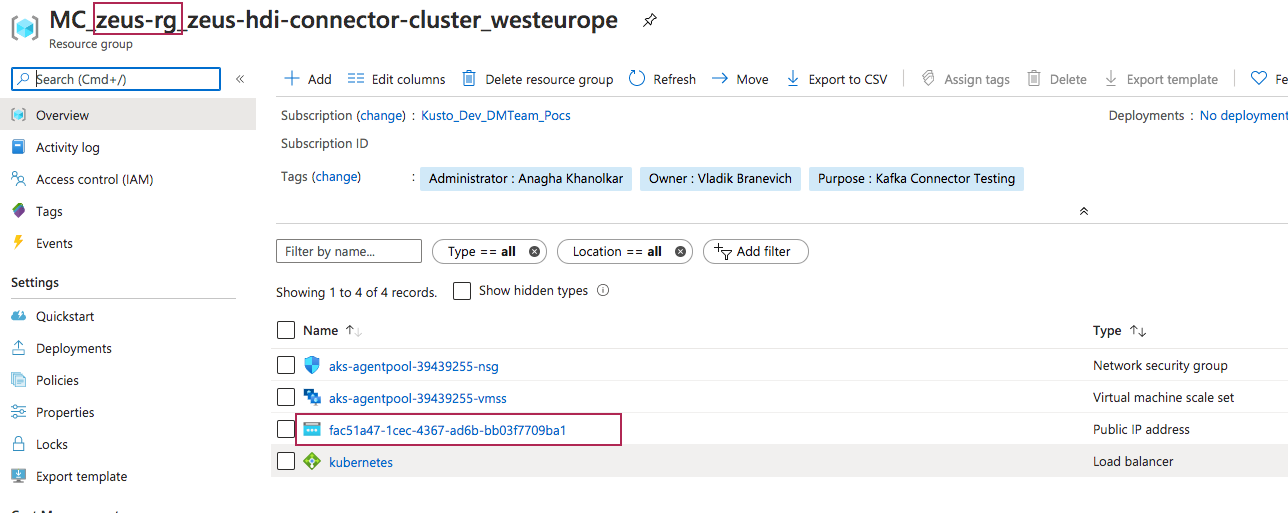 MC_zeus-rg_zeus-hdi-connector-cluster_westeurope
Resource group
Search (Cmd+/)
«
Add
Edit columns
Delete resource group
Refresh
Move
Export to CSV
Assign tags
Delete
Export template
Fe
Overview
Activity log
Access control (IAM)
Tags
Events
Settings
Quickstart
Deployments
Policies
Properties
Locks
Export template
Subscription (change) : Kusto_Dev_DMTeam_Pocs
Deployments : No deployment
Subscription ID
Tags (change) : Administrator : Anagha Khanolkar Owner : Vladik Branevich Purpose : Kafka Connector Testing
Filter by name...
Type == all
Location == all
Add filter
Showing 1 to 4 of 4 records.
Show hidden types
Name ↑↓ Type ↑↓
aks-agentpool-39439255-nsg Network security group
aks-agentpool-39439255-vmss Virtual machine scale set
fac51a47-1cec-4367-ad6b-bb03f7709ba1 Public IP address
kubernetes Load balancer